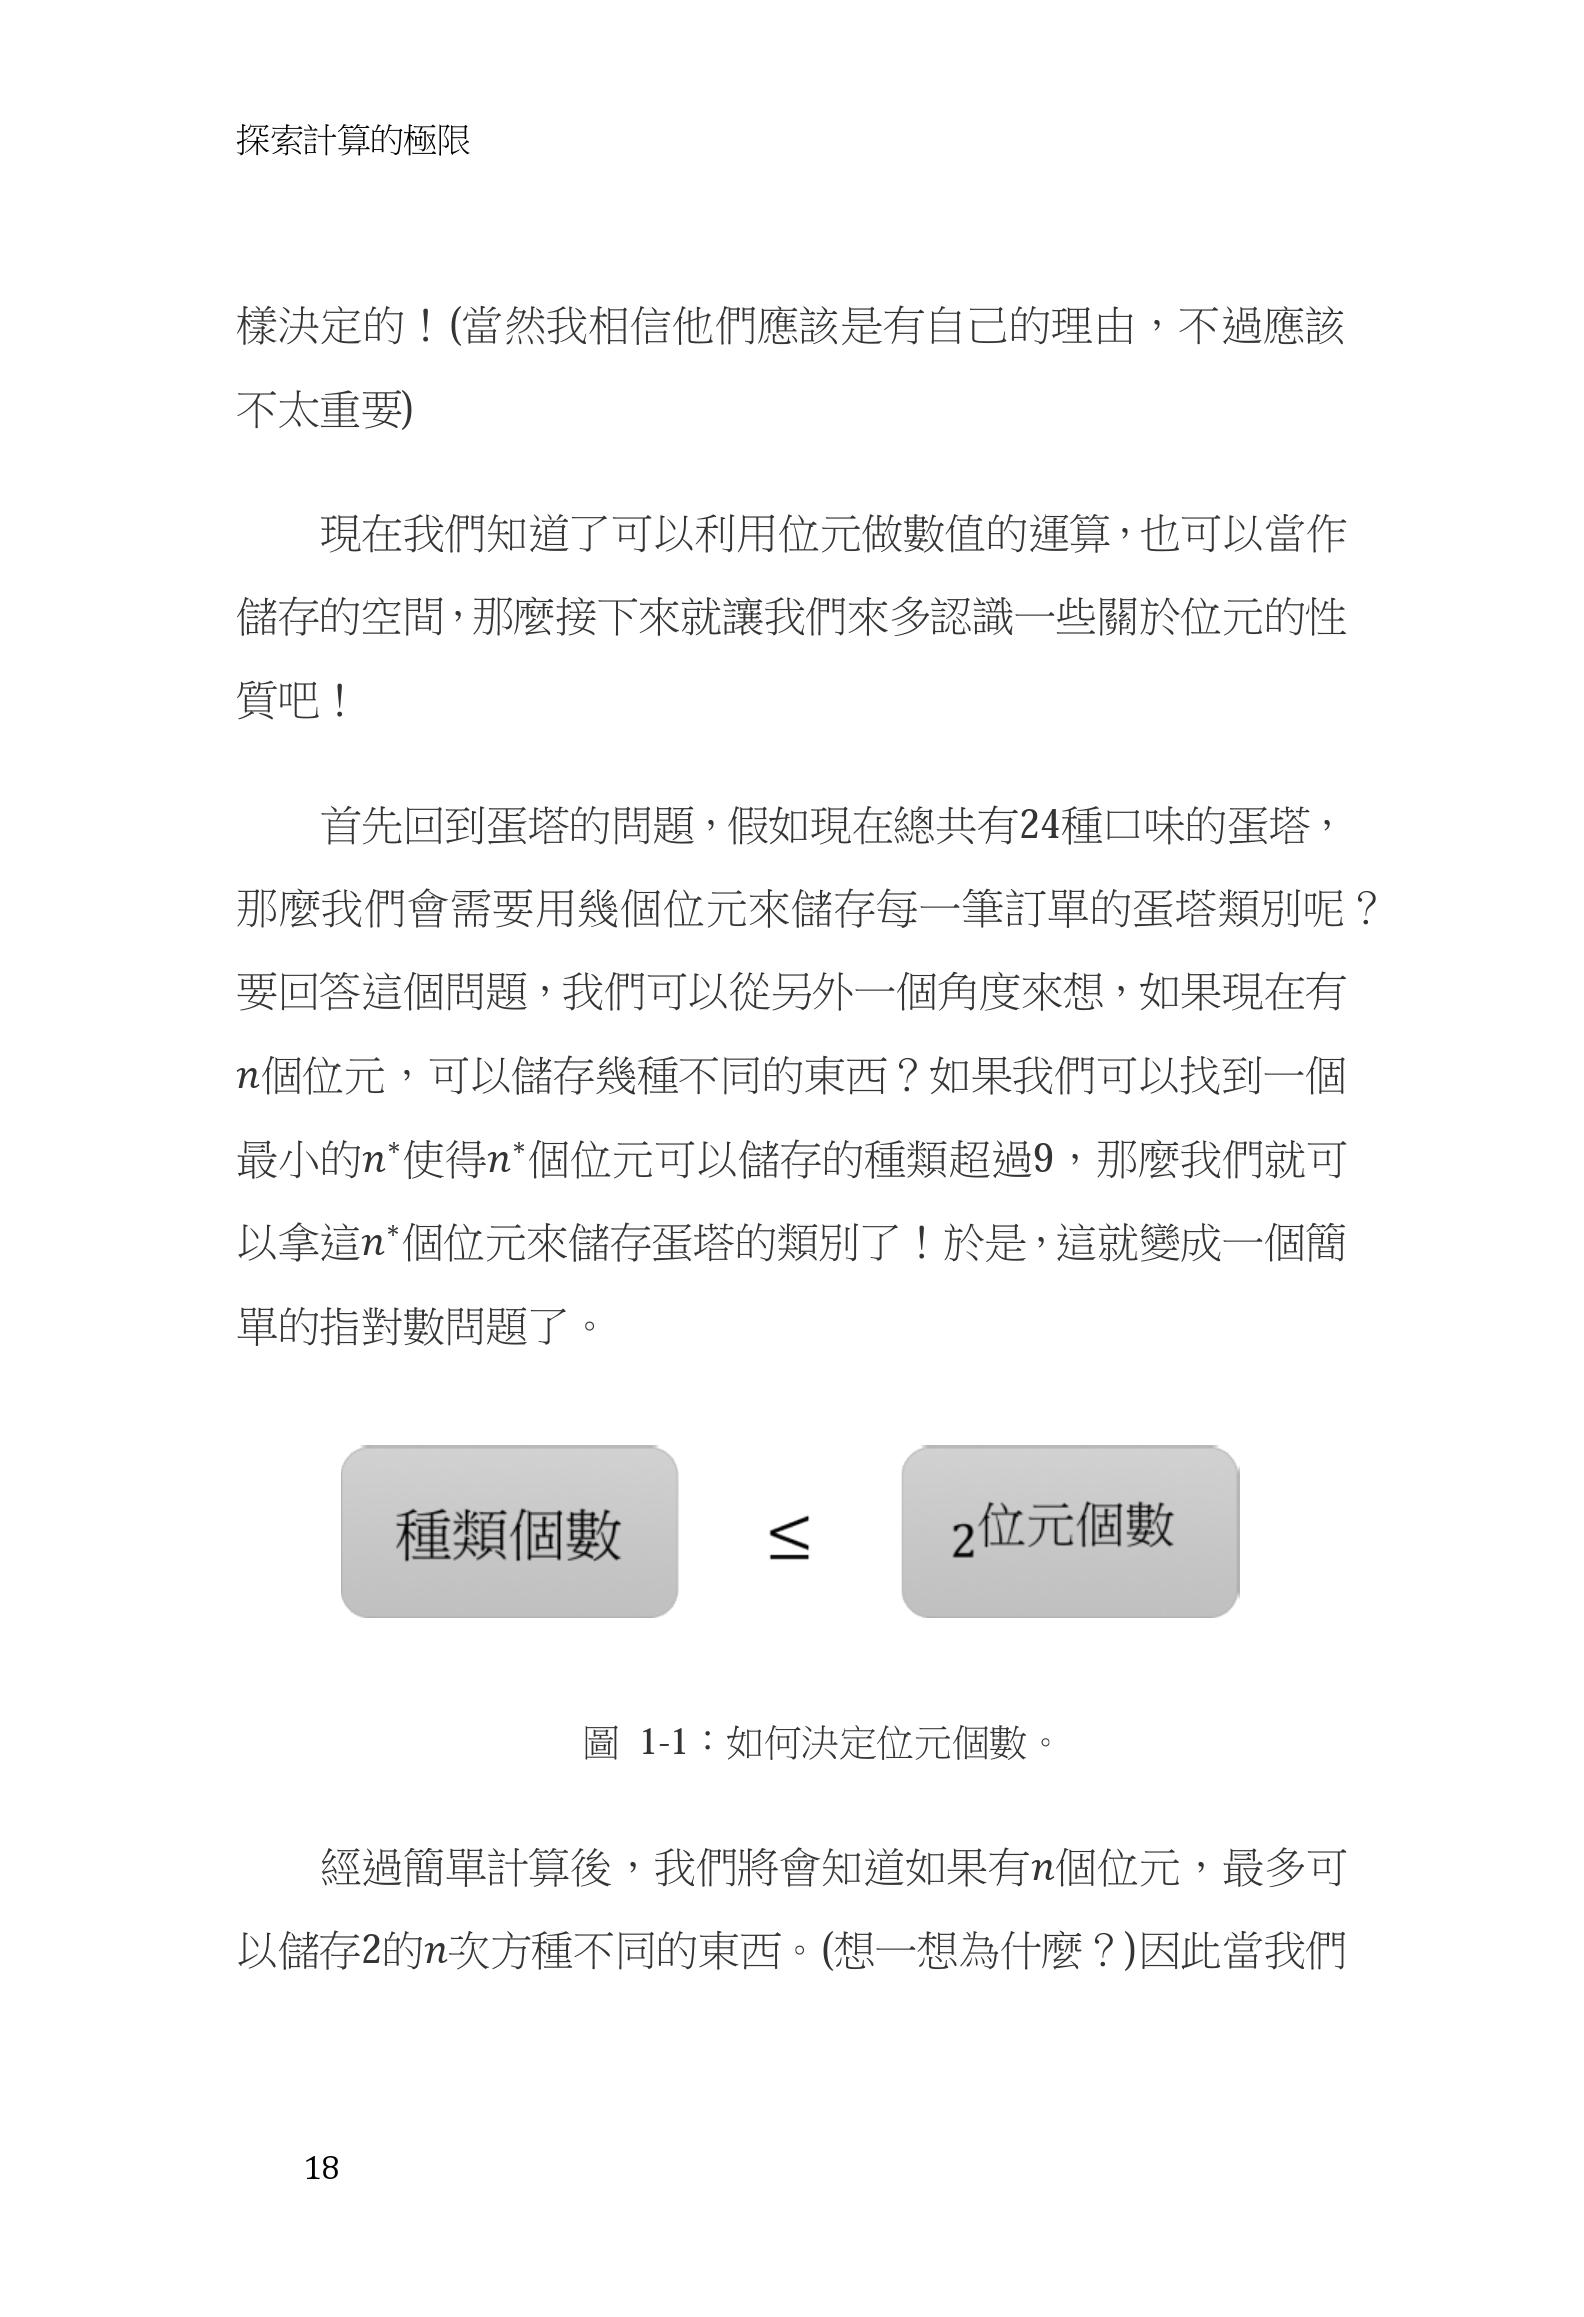 探索計算的極限
樣決定的！(當然我相信他們應該是有自己的理由，不過應該
不太重要)
現在我們知道了可以利用位元做數值的運算，也可以當作
儲存的空間，那麼接下來就讓我們來多認識一些關於位元的性
質吧！
首先回到蛋塔的問題，假如現在總共有24種口味的蛋塔，
那麼我們會需要用幾個位元來儲存每一筆訂單的蛋塔類別呢？
要回答這個問題，我們可以從另外一個角度來想，如果現在有
n個位元，可以儲存幾種不同的東西？如果我們可以找到一個
最小的n*使得n*個位元可以儲存的種類超過9，那麼我們就可
以拿這n*個位元來儲存蛋塔的類別了！於是，這就變成一個簡
單的指對數問題了。
種類個數 ≤ 2位元個數
圖 1-1：如何決定位元個數。
經過簡單計算後，我們將會知道如果有n個位元，最多可
以儲存2的n次方種不同的東西。(想一想為什麼？)因此當我們
18